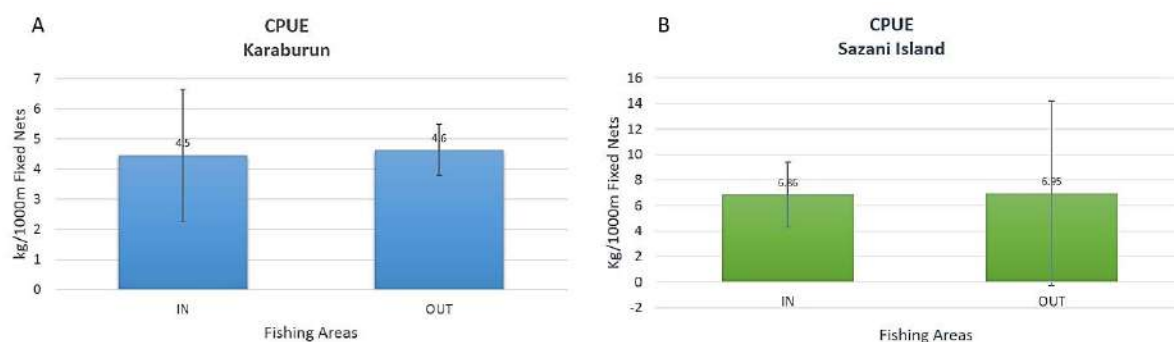 A
CPUE
Karaburun
kg/1000m Fixed Nets
7
6
5
4
3
2
1
0
4.5
4.6
IN
OUT
Fishing Areas
B
CPUE
Sazani Island
Kg/1000m Fixed Nets
16
14
12
10
8
6
4
2
0
-2
6.86
6.95
IN
OUT
Fishing Areas